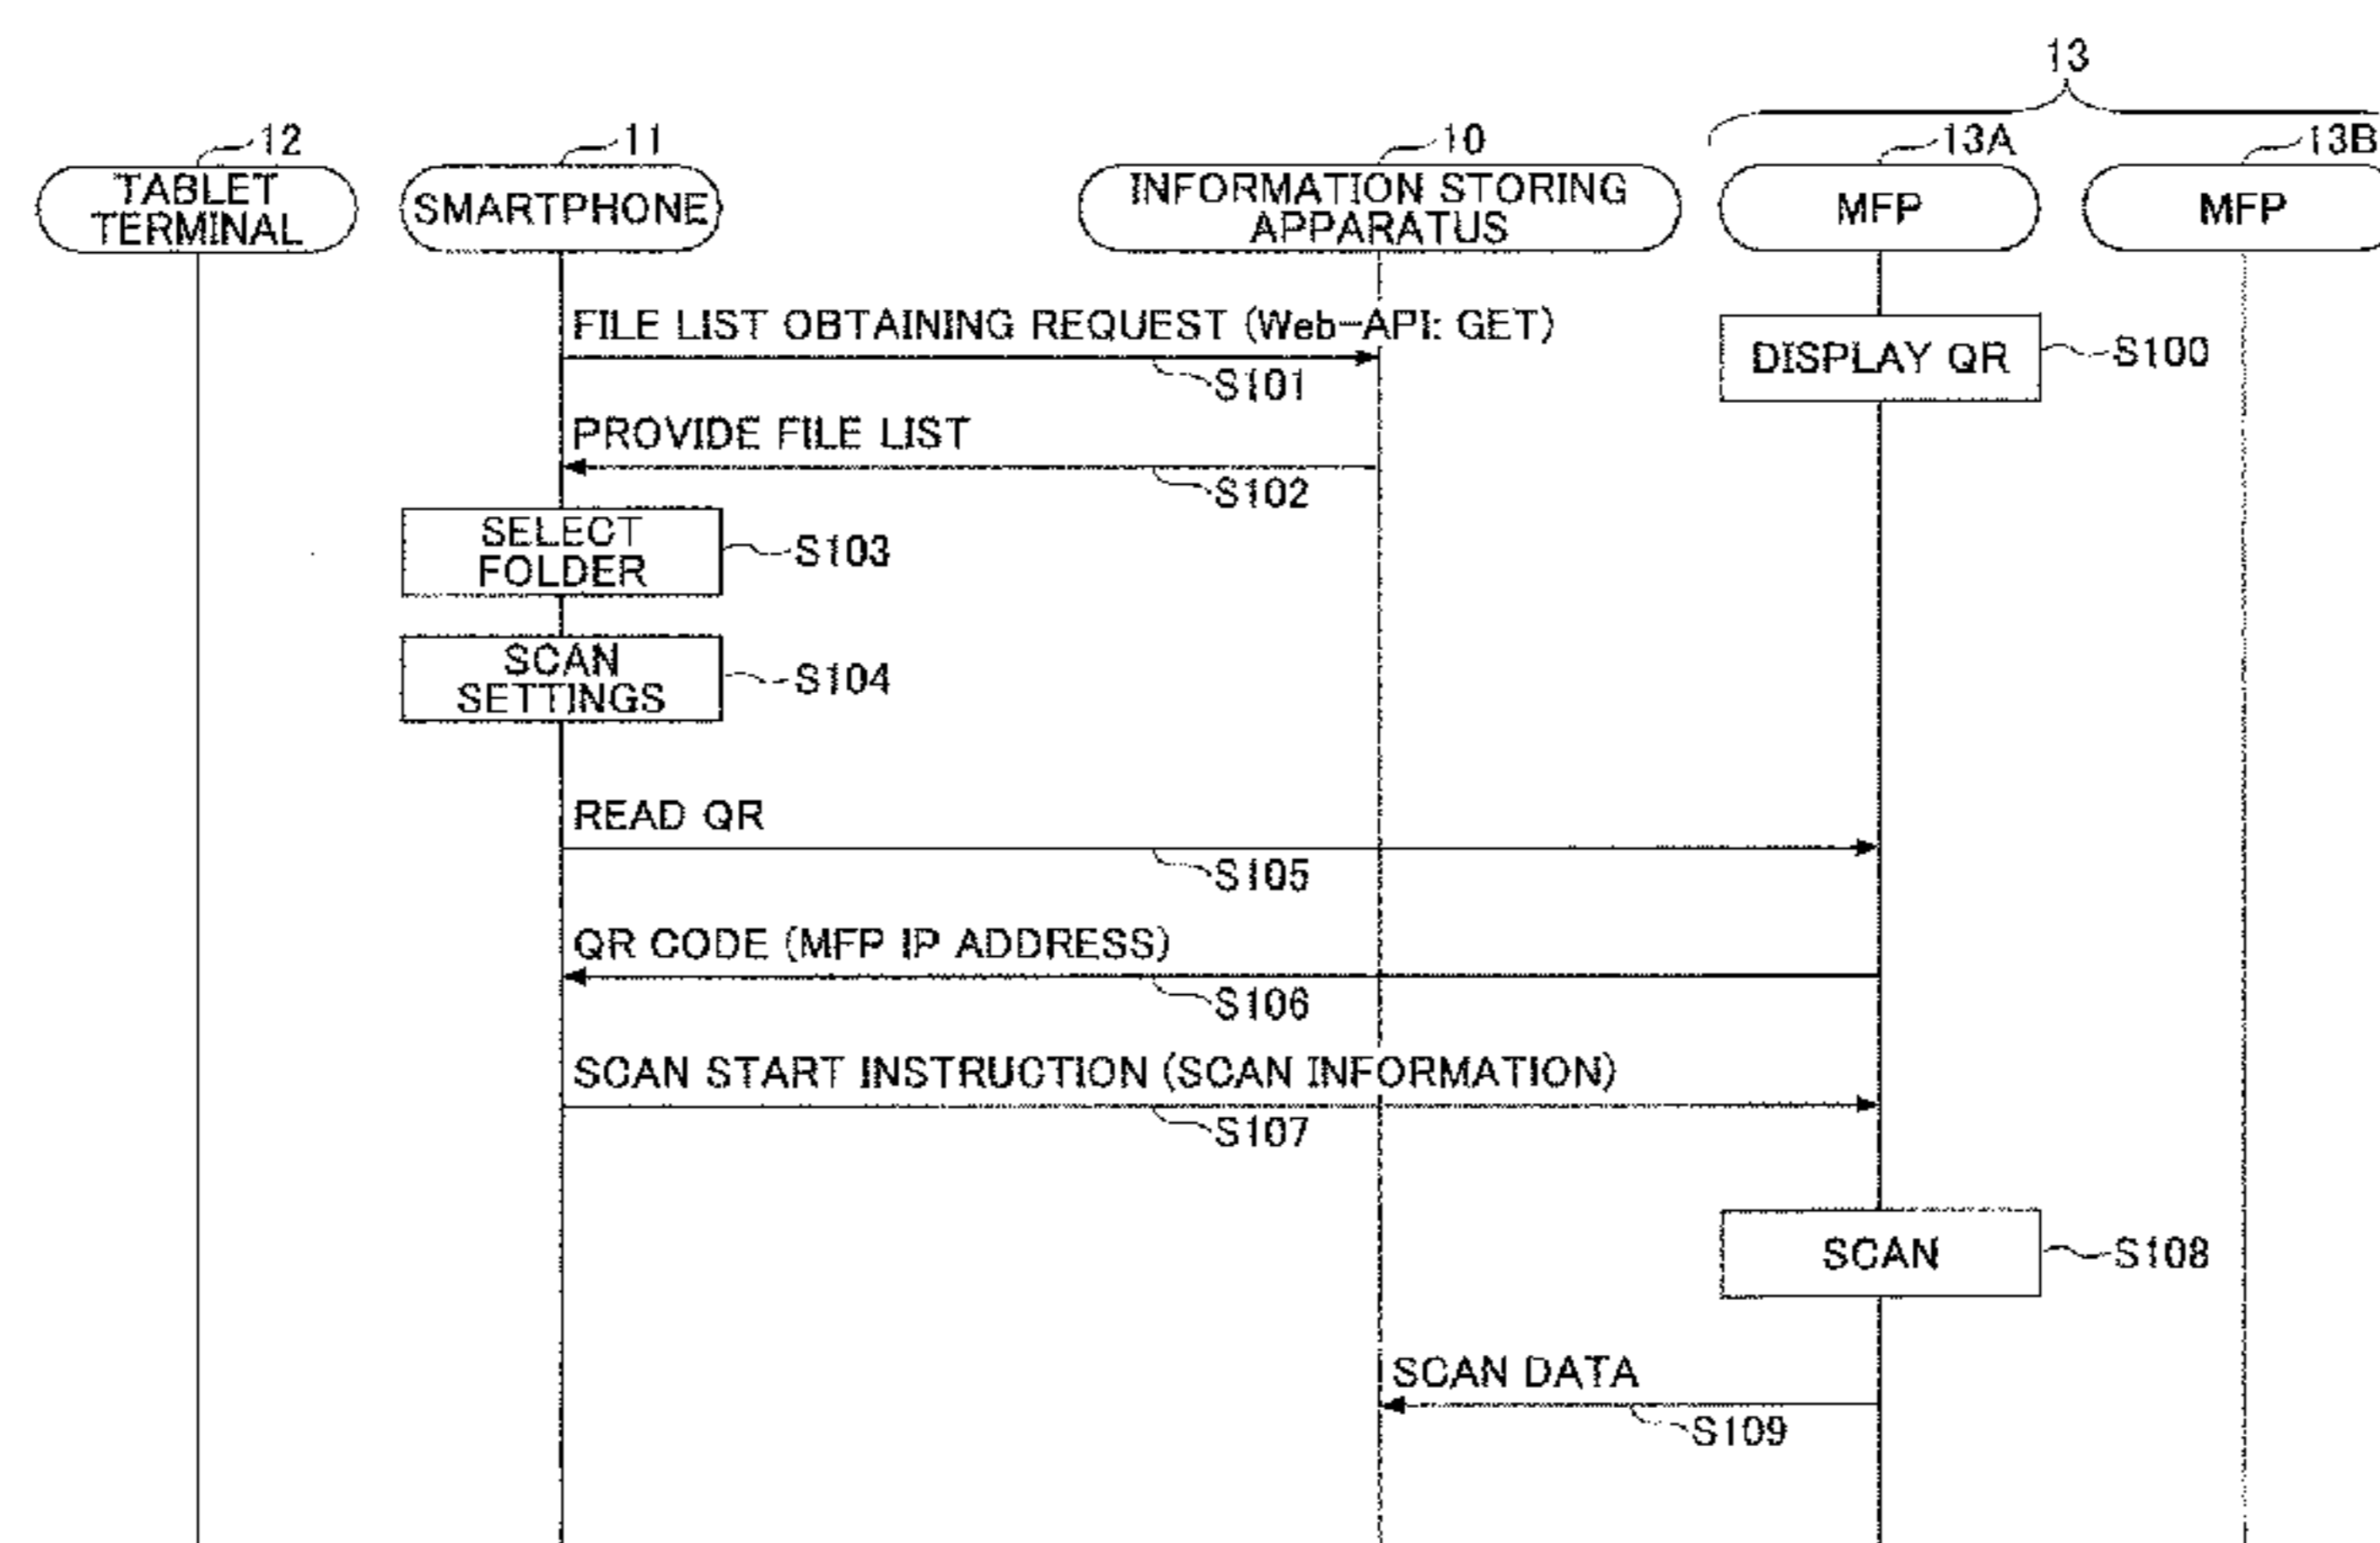 13
12
11
10
13A
13B
TABLET
TERMINAL
SMARTPHONE
INFORMATION STORING
APPARATUS
MFP
MFP
FILE LIST OBTAINING REQUEST (Web-API: GET)
S101
DISPLAY QR
S100
PROVIDE FILE LIST
S102
SELECT
FOLDER
S103
SCAN
SETTINGS
S104
READ QR
S105
QR CODE (MFP IP ADDRESS)
S106
SCAN START INSTRUCTION (SCAN INFORMATION)
S107
SCAN
S108
SCAN DATA
S109